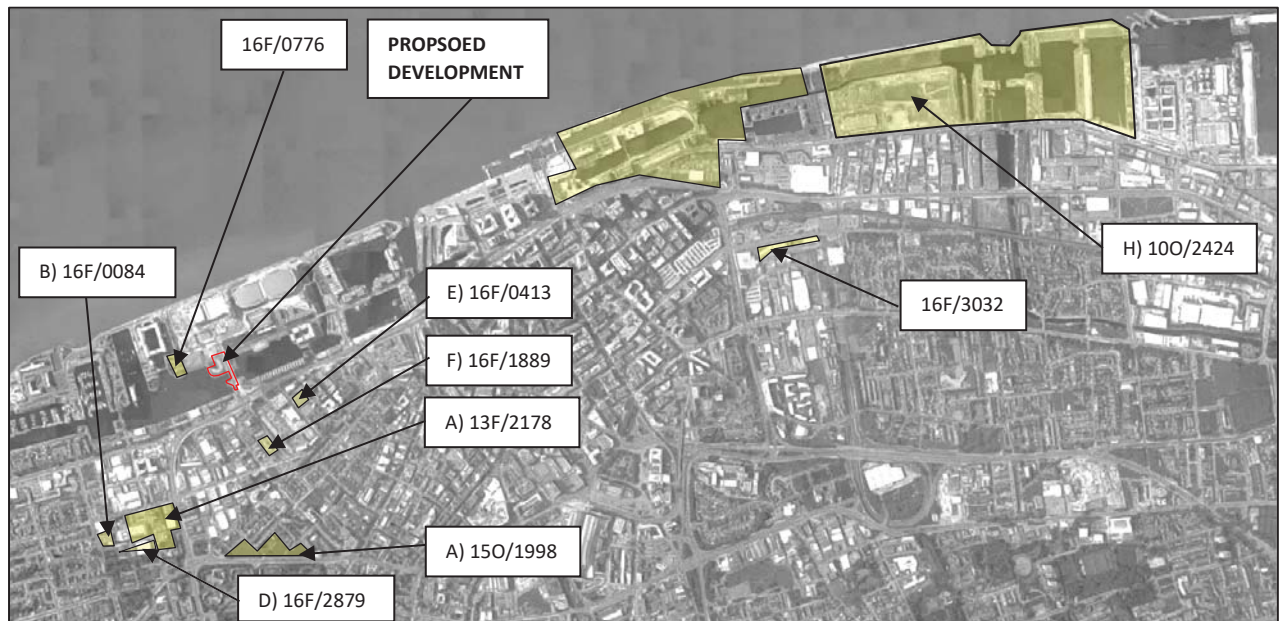 16F/0776
PROPSOED
DEVELOPMENT
B) 16F/0084
E) 16F/0413
H) 10O/2424
16F/3032
F) 16F/1889
A) 13F/2178
A) 15O/1998
D) 16F/2879